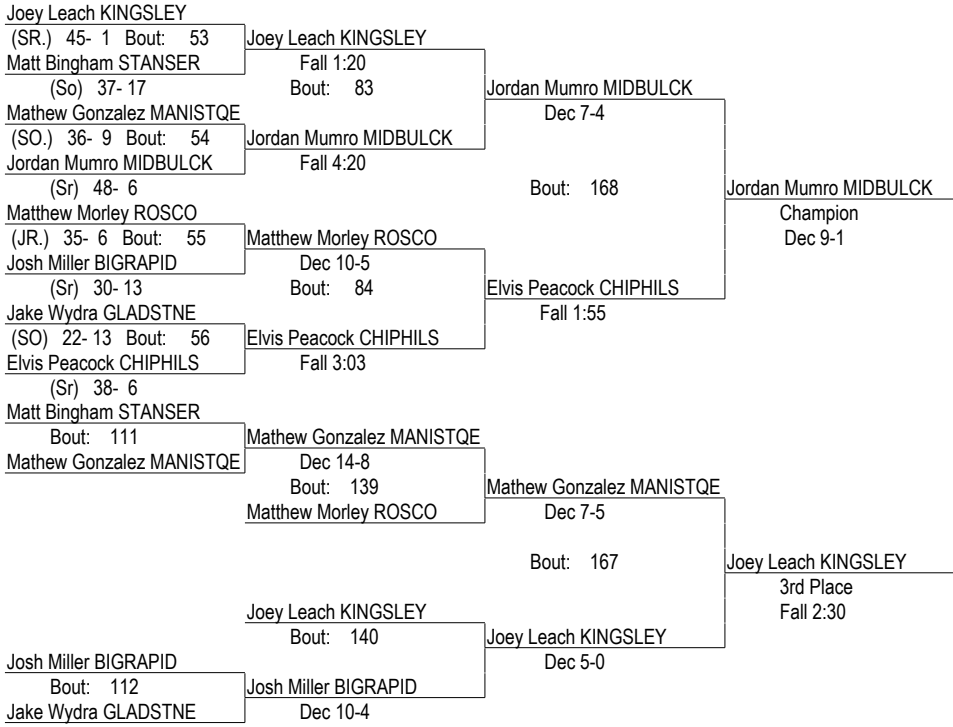 Joey Leach KINGSLEY
(SR.) 45- 1 Bout: 53 Joey Leach KINGSLEY
Matt Bingham STANSER Fall 1:20
(So) 37- 17 Bout: 83 Jordan Mumro MIDBULCK
Mathew Gonzalez MANISTQE Dec 7-4
(SO.) 36- 9 Bout: 54 Jordan Mumro MIDBULCK
Jordan Mumro MIDBULCK Fall 4:20
(Sr) 48- 6 Bout: 168 Jordan Mumro MIDBULCK
Matthew Morley ROSCO Champion
(JR.) 35- 6 Bout: 55 Matthew Morley ROSCO Dec 9-1
Josh Miller BIGRAPID Dec 10-5
(Sr) 30- 13 Bout: 84 Elvis Peacock CHIPHILS
Jake Wydra GLADSTNE Fall 1:55
(SO) 22- 13 Bout: 56 Elvis Peacock CHIPHILS
Elvis Peacock CHIPHILS Fall 3:03
(Sr) 38- 6
Matt Bingham STANSER
Bout: 111 Mathew Gonzalez MANISTQE
Mathew Gonzalez MANISTQE Dec 14-8
Bout: 139 Mathew Gonzalez MANISTQE
Matthew Morley ROSCO Dec 7-5
Bout: 167 Joey Leach KINGSLEY
3rd Place
Joey Leach KINGSLEY Fall 2:30
Bout: 140 Joey Leach KINGSLEY
Josh Miller BIGRAPID Dec 5-0
Bout: 112 Josh Miller BIGRAPID
Jake Wydra GLADSTNE Dec 10-4